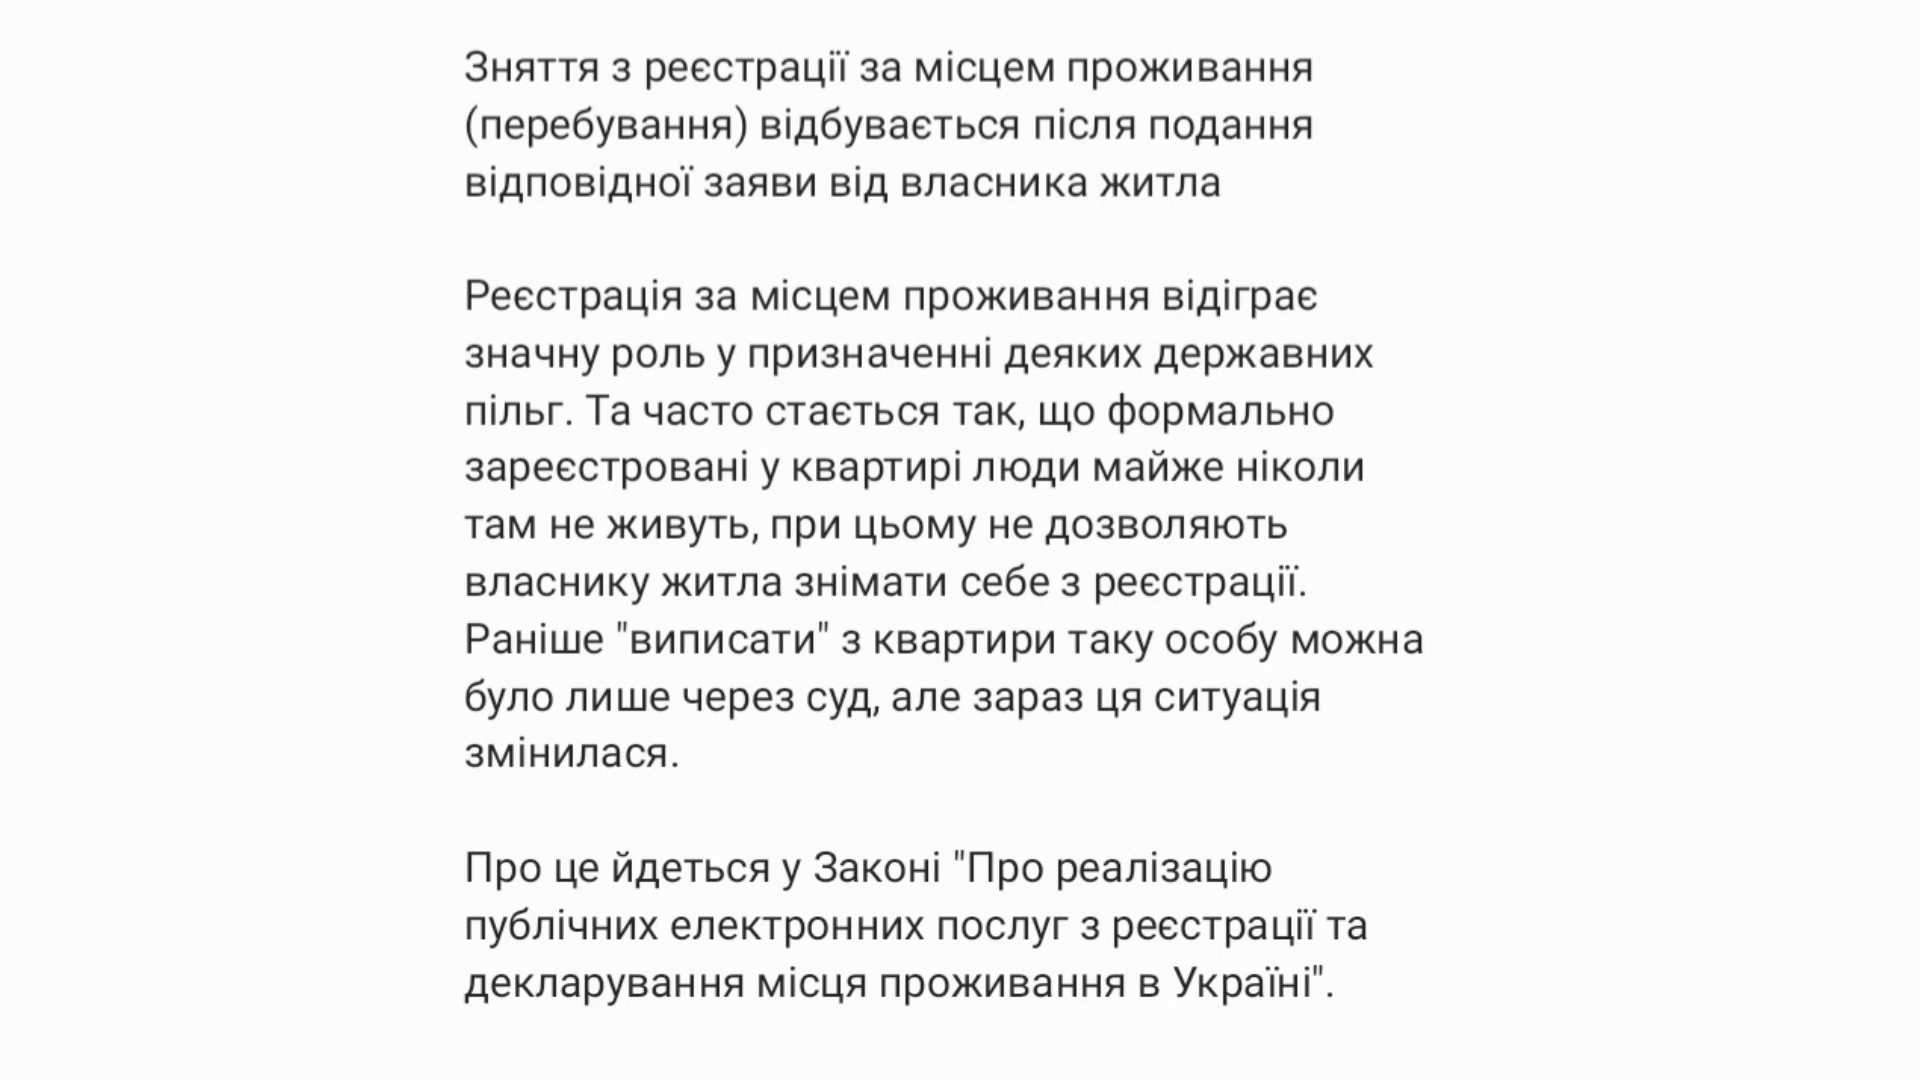 Зняття з реєстрації за місцем проживання
(перебування) відбувається після подання
відповідної заяви від власника житла
Реєстрація за місцем проживання відіграє
значну роль у призначенні деяких державних
пільг. Та часто стається так, що формально
зареєстровані у квартирі люди майже ніколи
там не живуть, при цьому не дозволяють
власнику житла знімати себе з реєстрації.
Раніше "виписати" з квартири таку особу можна
було лише через суд, але зараз ця ситуація
змінилася.
Про це йдеться у Законі "Про реалізацію
публічних електронних послуг з реєстрації та
декларування місця проживання в Україні".